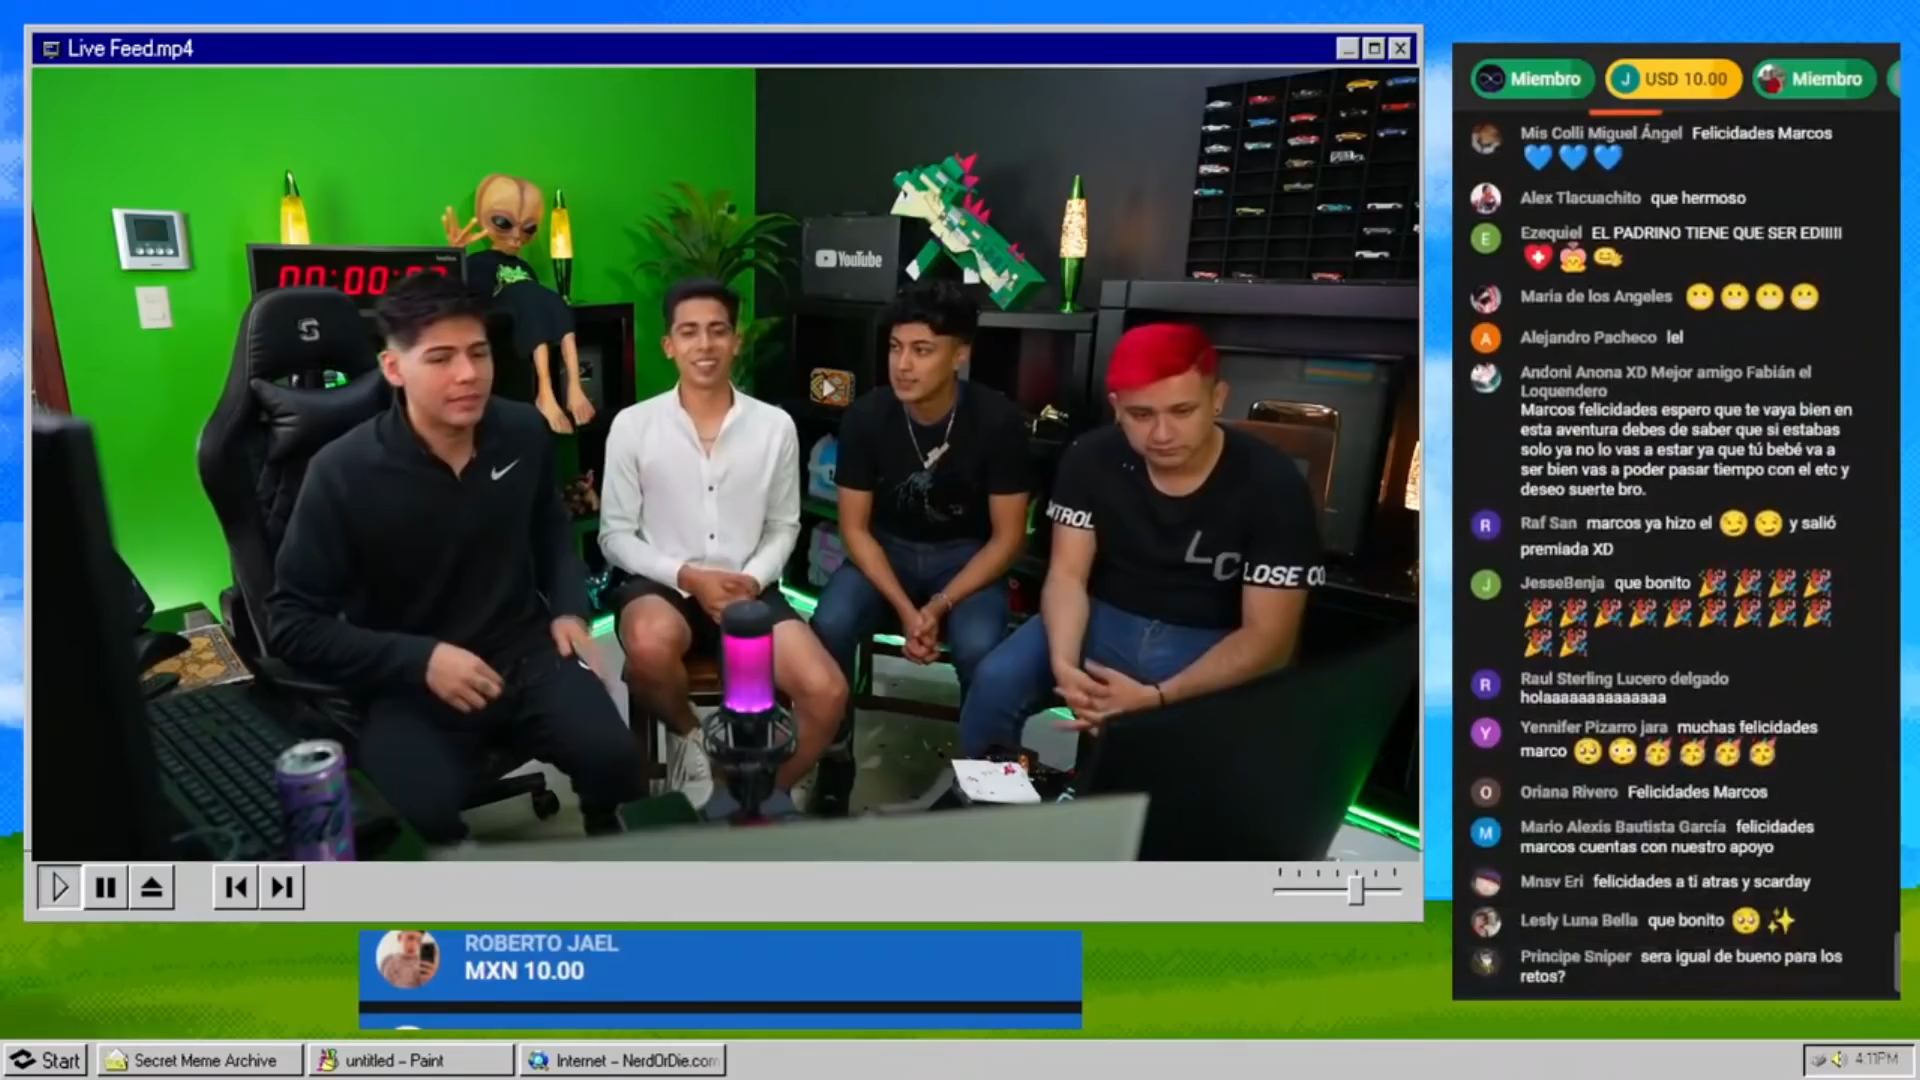 Live Feed.mp4
00:00:
YouTube
NTROL
LC
LOSE CO
ROBERTO JAEL
MXN 10.00
Miembro
J USD 10.00
Miembro
Mis Colli Miguel Ángel Felicidades Marcos
💙💙💙
Alex Tlacuachito que hermoso
E Ezequiel EL PADRINO TIENE QUE SER EDIIIII
Maria de los Angeles 😬😬😬😬
A Alejandro Pacheco lel
Andoni Anona XD Mejor amigo Fabián el
Loquendero
Marcos felicidades espero que te vaya bien en
esta aventura debes de saber que si estabas
solo ya no lo vas a estar ya que tú bebé va a
ser bien vas a poder pasar tiempo con el etc y
deseo suerte bro.
R Raf San marcos ya hizo el 😏😏 y salió
premiada XD
J JesseBenja que bonito 🎉🎉🎉🎉
🎉🎉🎉🎉🎉🎉🎉🎉🎉
🎉🎉
R Raul Sterling Lucero delgado
holaaaaaaaaaaaaaa
Y Yennifer Pizarro jara muchas felicidades
marco 🥺😳🥳🥳🥳🥳
O Oriana Rivero Felicidades Marcos
M Mario Alexis Bautista García felicidades
marcos cuentas con nuestro apoyo
Mnsv Eri felicidades a ti atras y scarday
Lesly Luna Bella que bonito 🥺✨
Principe Sniper sera igual de bueno para los
retos?
Start
Secret Meme Archive
untitled – Paint
Internet – NerdOrDie.com
4:11PM